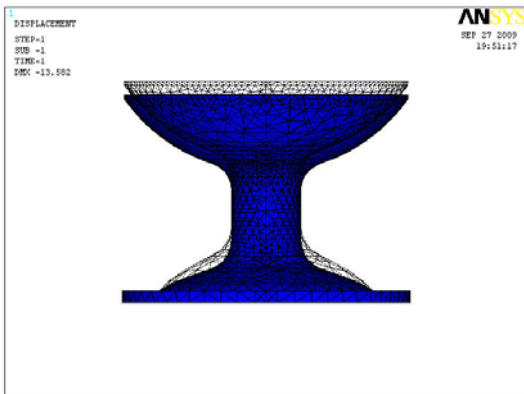 1
DISPLACEMENT
STEP=1
SUB =1
TIME=1
DMX =13.582
ANSYS
SEP 27 2009
19:51:17